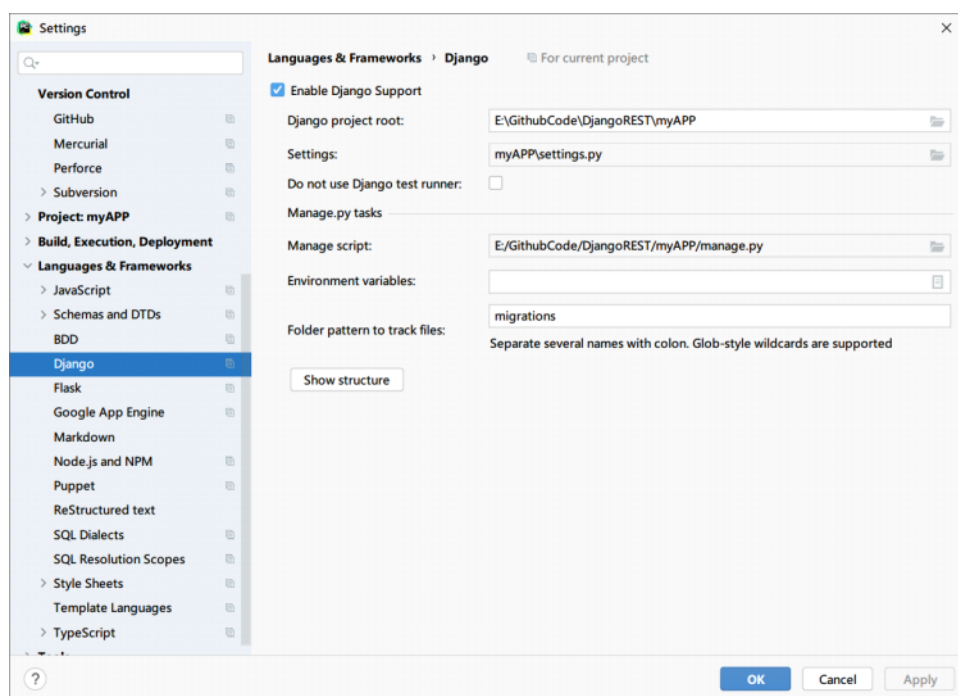 Settings
Version Control
GitHub
Mercurial
Perforce
Subversion
Project: myAPP
Build, Execution, Deployment
Languages & Frameworks
JavaScript
Schemas and DTDs
BDD
Django
Flask
Google App Engine
Markdown
Node.js and NPM
Puppet
ReStructured text
SQL Dialects
SQL Resolution Scopes
Style Sheets
Template Languages
TypeScript
Languages & Frameworks › Django For current project
Enable Django Support
Django project root: E:\GithubCode\DjangoREST\myAPP
Settings: myAPP\settings.py
Do not use Django test runner:
Manage.py tasks
Manage script: E:/GithubCode/DjangoREST/myAPP/manage.py
Environment variables:
Folder pattern to track files: migrations
Separate several names with colon. Glob-style wildcards are supported
Show structure
? OK Cancel Apply